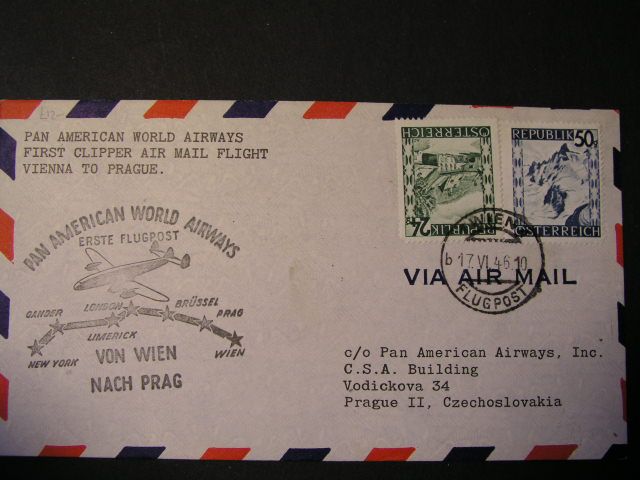 PAN AMERICAN WORLD AIRWAYS
FIRST CLIPPER AIR MAIL FLIGHT
VIENNA TO PRAGUE.
PAN AMERICAN WORLD AIRWAYS
ERSTE FLUGPOST
GANDER LONDON BRÜSSEL PRAG
NEW YORK LIMERICK WIEN
VON WIEN
NACH PRAG
ÖSTERREICH
24
REPUBLIK
REPUBLIK 50g
ÖSTERREICH
WIEN
b 17.VI.46.10
FLUGPOST
VIA AIR MAIL
c/o Pan American Airways, Inc.
C.S.A. Building
Vodickova 34
Prague II, Czechoslovakia